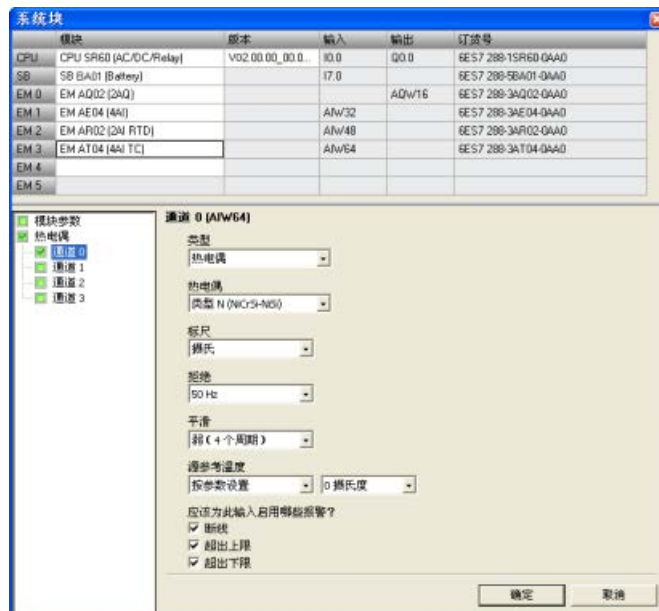 系统块
模块 版本 输入 输出 订货号
CPU CPU SR60 (AC/DC/Relay) V02.00.00_00.0... I0.0 Q0.0 6ES7 288-1SR60-0AA0
SB SB BA01 (Battery) I7.0 6ES7 288-5BA01-0AA0
EM 0 EM AQ02 (2AQ) AQW16 6ES7 288-3AQ02-0AA0
EM 1 EM AE04 (4AI) AIW32 6ES7 288-3AE04-0AA0
EM 2 EM AR02 (2AI RTD) AIW48 6ES7 288-3AR02-0AA0
EM 3 EM AT04 (4AI TC) AIW64 6ES7 288-3AT04-0AA0
EM 4
EM 5
模块参数
热电偶
通道 0
通道 1
通道 2
通道 3
通道 0 (AIW64)
类型
热电偶
热电偶
类型 N (NiCrSi-NiSi)
标尺
摄氏
拒绝
50 Hz
平滑
弱(4 个周期)
源参考温度
按参数设置 0 摄氏度
应该为此输入启用哪些报警?
断线
超出上限
超出下限
确定 取消